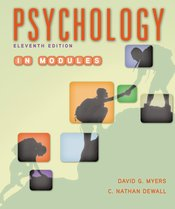 PSYCHOLOGY
ELEVENTH EDITION
IN MODULES
DAVID G. MYERS
C. NATHAN DEWALL